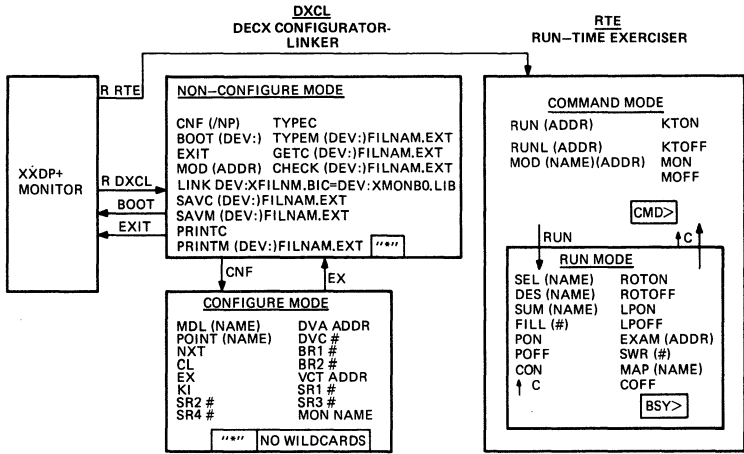 DXCL
DECX CONFIGURATOR-
LINKER
RTE
RUN-TIME EXERCISER
XXDP+
MONITOR
R RTE
R DXCL
BOOT
EXIT
NON-CONFIGURE MODE
CNF (/NP) TYPEC
BOOT (DEV:) TYPEM (DEV:)FILNAM.EXT
EXIT GETC (DEV:)FILNAM.EXT
MOD (ADDR) CHECK (DEV:)FILNAM.EXT
LINK DEV:XFILNM.BIC=DEV:XMONB0.LIB
SAVC (DEV:)FILNAM.EXT
SAVM (DEV:)FILNAM.EXT
PRINTC
PRINTM (DEV:)FILNAM.EXT "*"
CNF
EX
CONFIGURE MODE
MDL (NAME) DVA ADDR
POINT (NAME) DVC #
NXT BR1 #
CL BR2 #
EX VCT ADDR
KI SR1 #
SR2 # SR3 #
SR4 # MON NAME
"*" NO WILDCARDS
COMMAND MODE
RUN (ADDR) KTON
RUNL (ADDR) KTOFF
MOD (NAME)(ADDR) MON
MOFF
CMD>
RUN
↑ C
RUN MODE
SEL (NAME) ROTON
DES (NAME) ROTOFF
SUM (NAME) LPON
FILL (#) LPOFF
PON EXAM (ADDR)
POFF SWR (#)
CON MAP (NAME)
↑ C COFF
BSY>